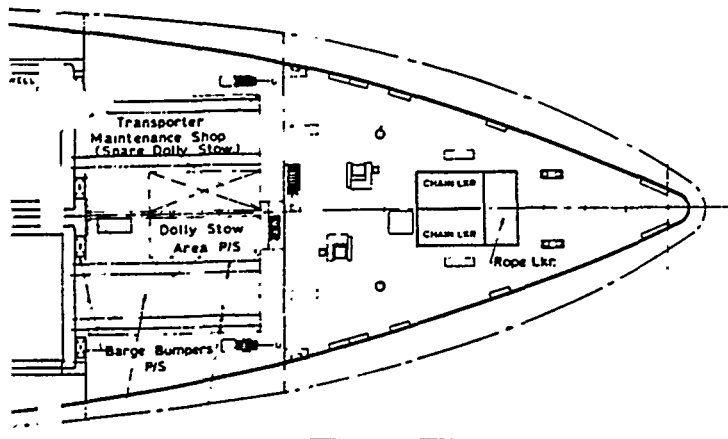 WELL
Transporter
Maintenance Shop
(Spare Dolly Stow.)
Dolly Stow
Area P/S
CHAIN LKR
CHAIN LKR
Rope Lkr.
Barge Bumpers
P/S